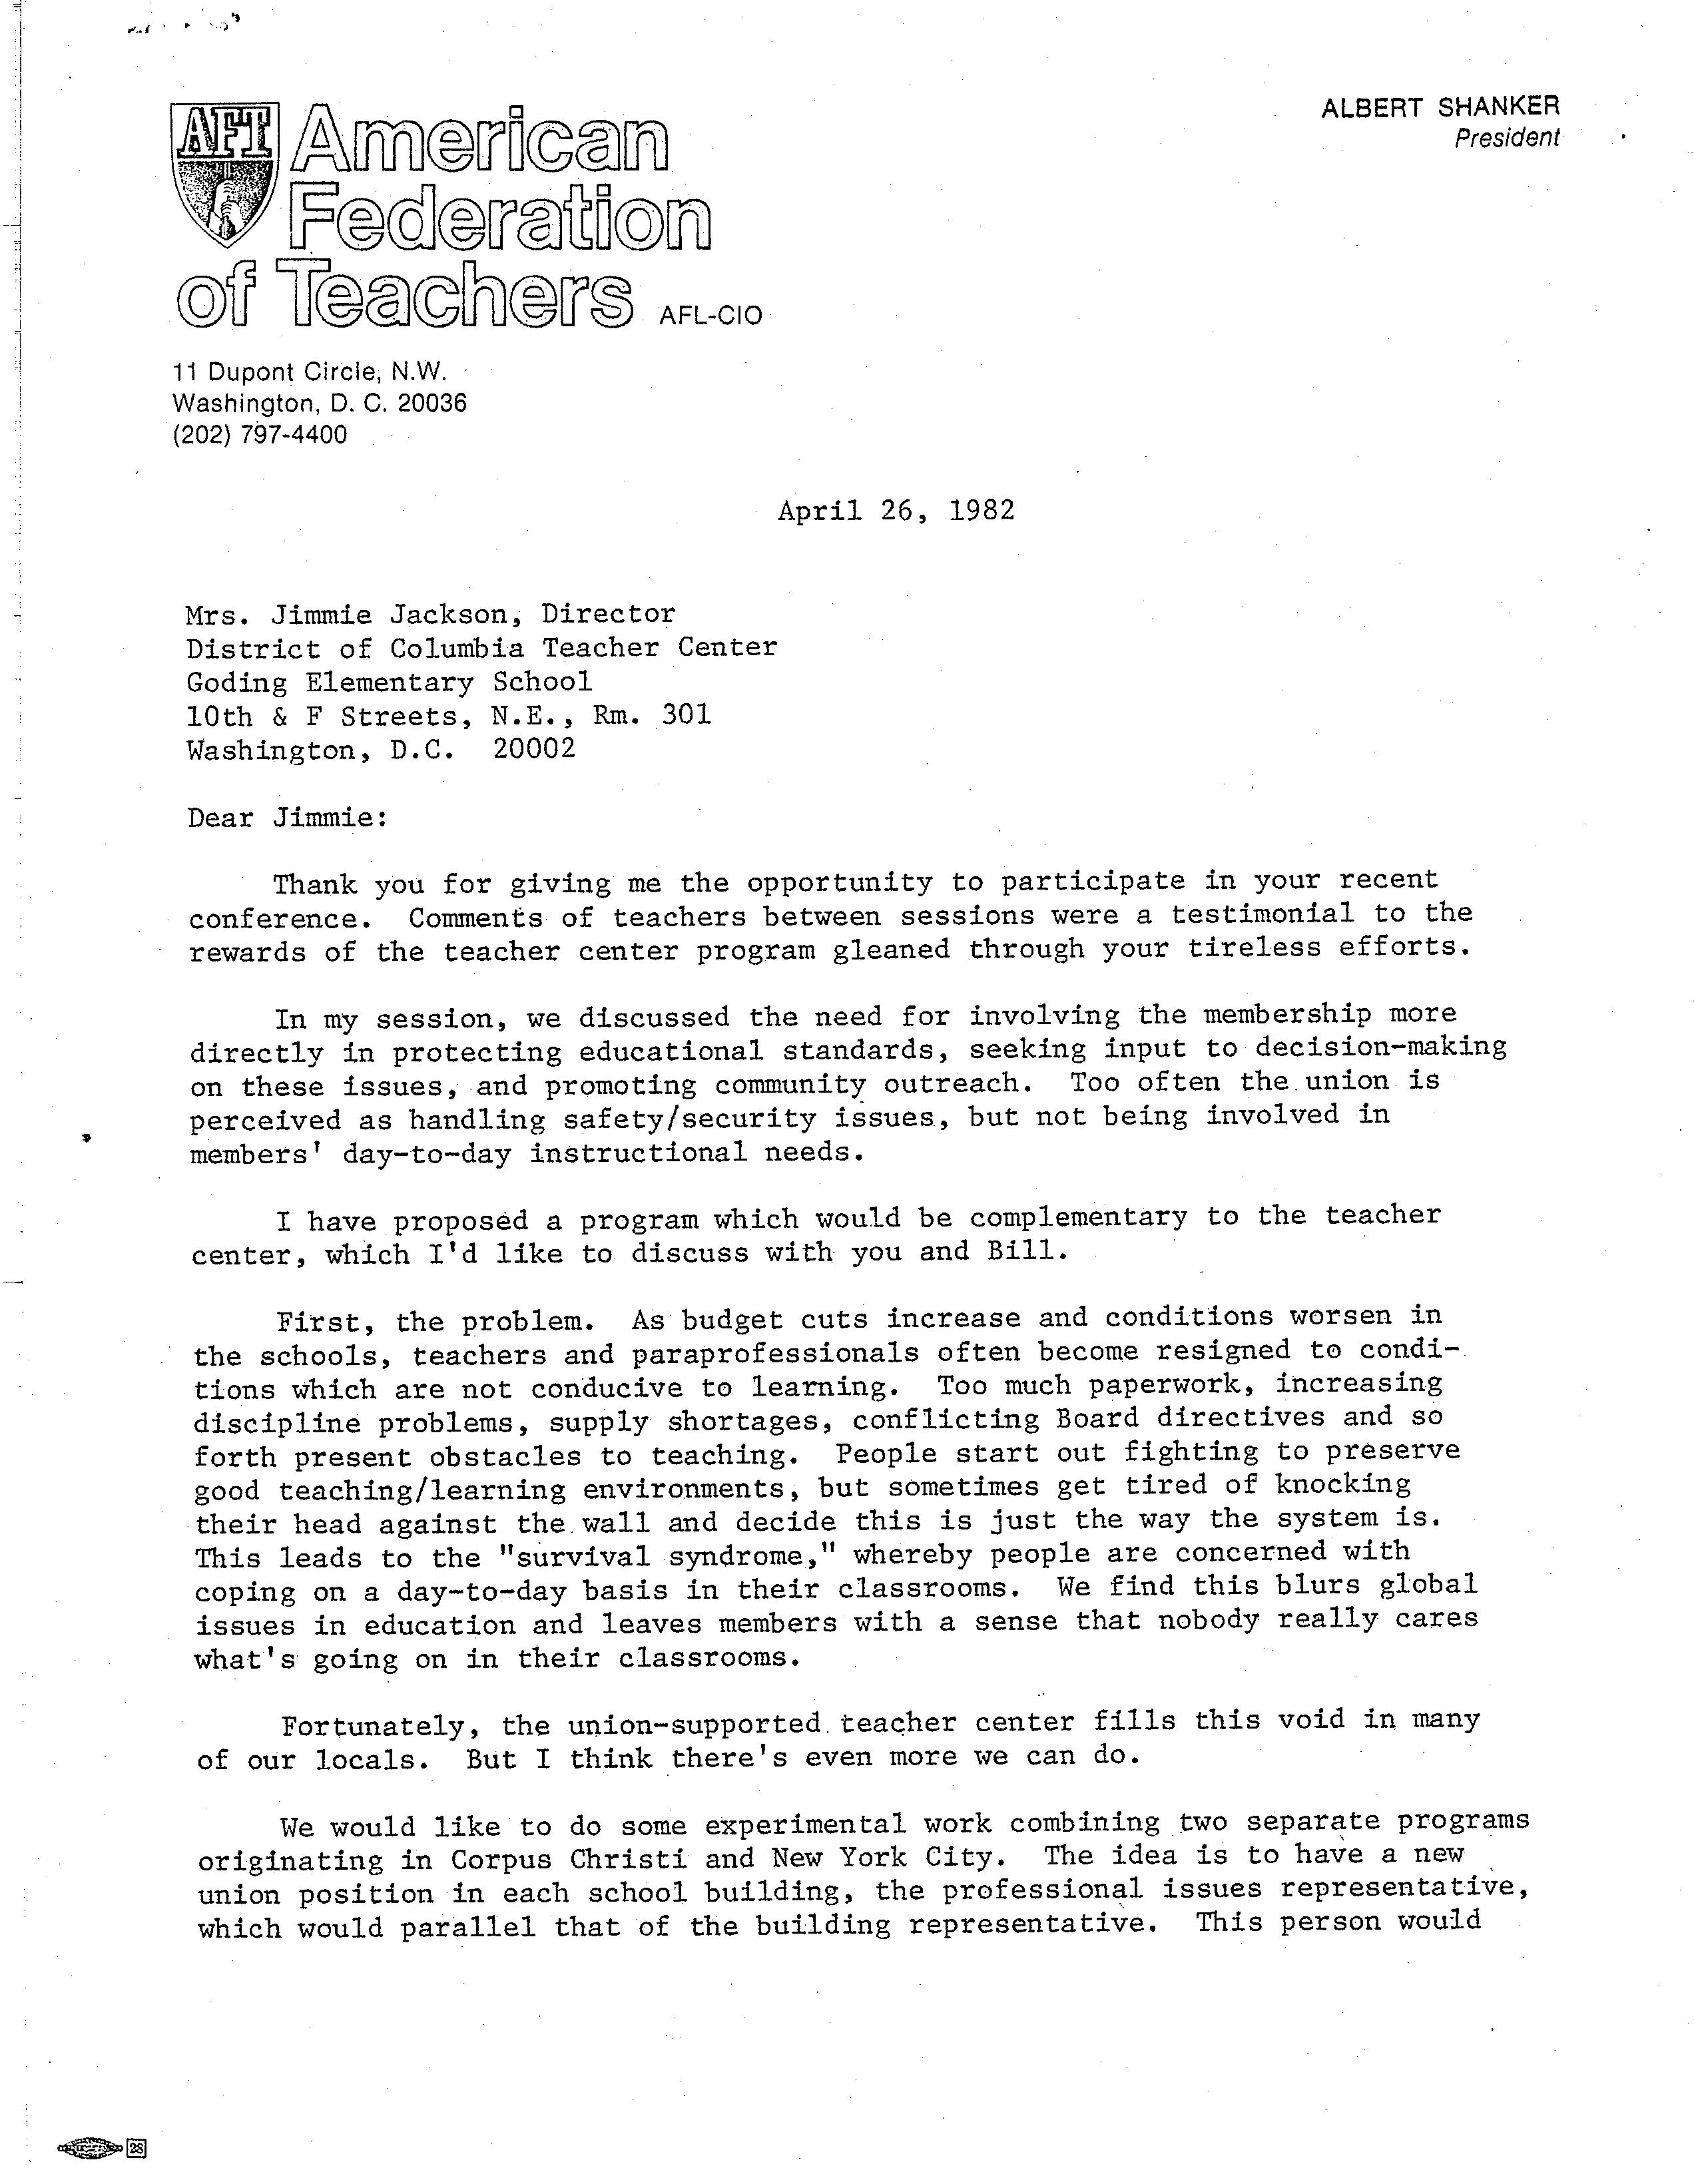 ALBERT SHANKER
President
AFT
American
Federation
of Teachers AFL-CIO
11 Dupont Circle, N.W.
Washington, D. C. 20036
(202) 797-4400
April 26, 1982
Mrs. Jimmie Jackson, Director
District of Columbia Teacher Center
Goding Elementary School
10th & F Streets, N.E., Rm. 301
Washington, D.C. 20002
Dear Jimmie:
Thank you for giving me the opportunity to participate in your recent
conference. Comments of teachers between sessions were a testimonial to the
rewards of the teacher center program gleaned through your tireless efforts.
In my session, we discussed the need for involving the membership more
directly in protecting educational standards, seeking input to decision-making
on these issues, and promoting community outreach. Too often the union is
perceived as handling safety/security issues, but not being involved in
members' day-to-day instructional needs.
I have proposed a program which would be complementary to the teacher
center, which I'd like to discuss with you and Bill.
First, the problem. As budget cuts increase and conditions worsen in
the schools, teachers and paraprofessionals often become resigned to condi-
tions which are not conducive to learning. Too much paperwork, increasing
discipline problems, supply shortages, conflicting Board directives and so
forth present obstacles to teaching. People start out fighting to preserve
good teaching/learning environments, but sometimes get tired of knocking
their head against the wall and decide this is just the way the system is.
This leads to the "survival syndrome," whereby people are concerned with
coping on a day-to-day basis in their classrooms. We find this blurs global
issues in education and leaves members with a sense that nobody really cares
what's going on in their classrooms.
Fortunately, the union-supported teacher center fills this void in many
of our locals. But I think there's even more we can do.
We would like to do some experimental work combining two separate programs
originating in Corpus Christi and New York City. The idea is to have a new
union position in each school building, the professional issues representative,
which would parallel that of the building representative. This person would
28